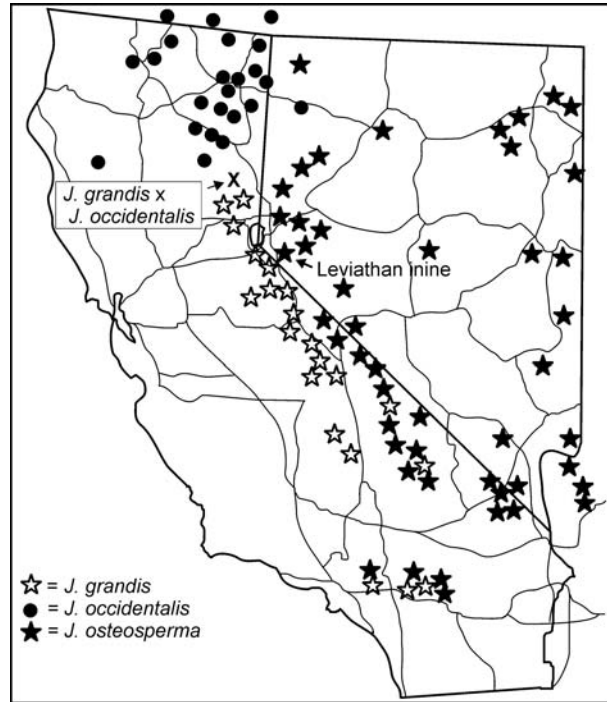 J. grandis x
J. occidentalis
X
Leviathan inine
= J. grandis
= J. occidentalis
= J. osteosperma